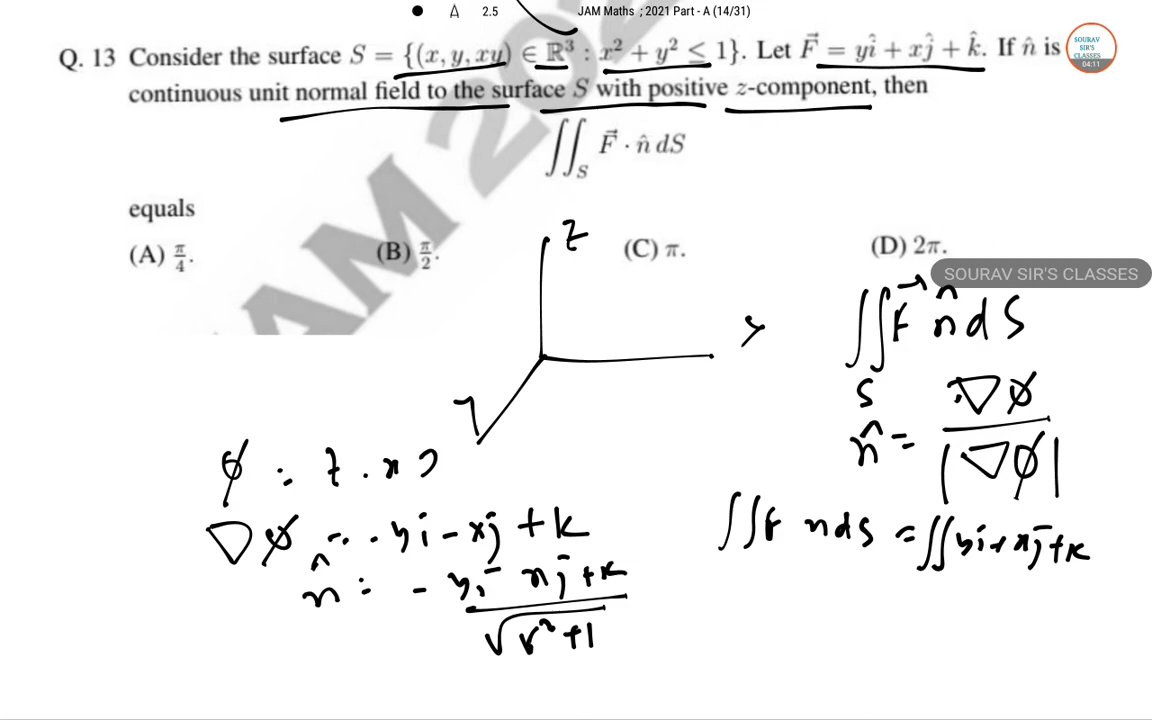 JAM Maths ; 2021 Part - A (14/31)
2.5
Q. 13 Consider the surface S = {(x, y, xy) ∈ ℝ³ : x² + y² ≤ 1}. Let F⃗ = yî + xĵ + k̂. If n̂ is
continuous unit normal field to the surface S with positive z-component, then
∬_S F⃗ · n̂ dS
equals
(A) π/4.
(B) π/2.
(C) π.
(D) 2π.
SOURAV SIR'S CLASSES 04:11
SOURAV SIR'S CLASSES
z
y
∬_S F⃗ n̂ dS
n̂ = ∇φ / |∇φ|
φ : z - xy
∇φ = - yi - xj + k
n̂ = - yi - xj + k / √(r² + 1)
∬ F n dS = ∬ yi + xj + k